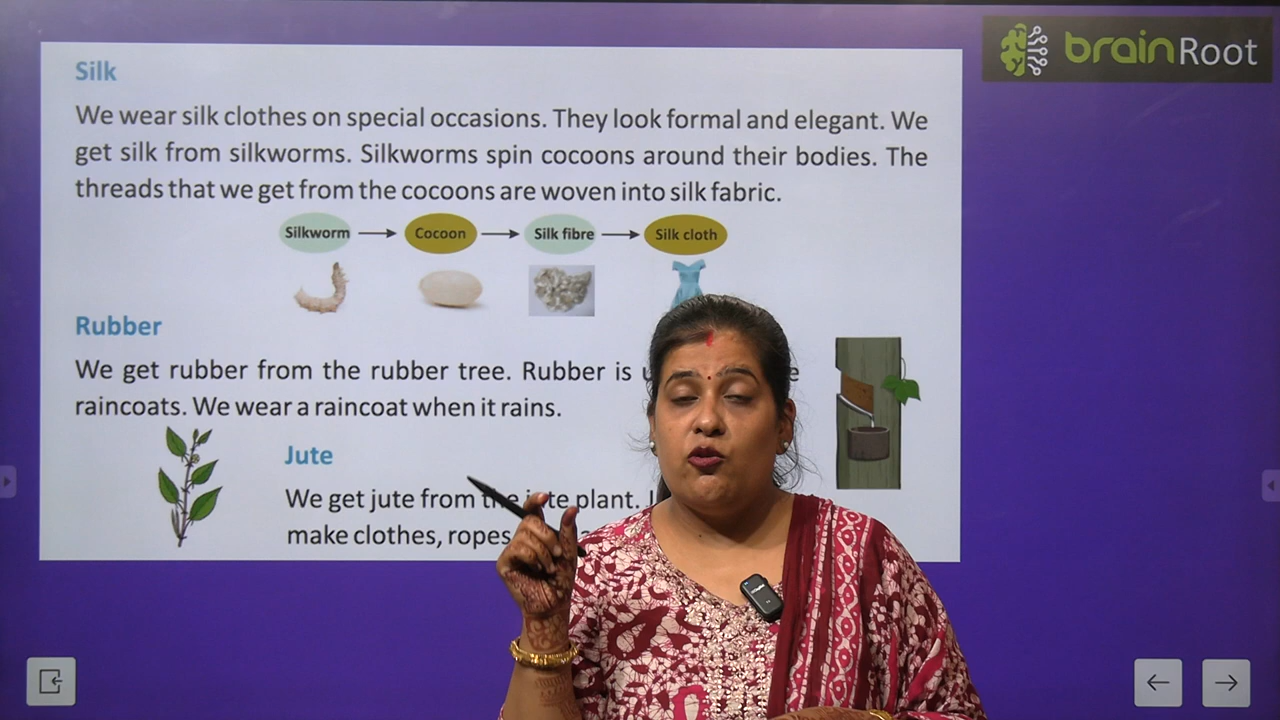 brainRoot
Silk
We wear silk clothes on special occasions. They look formal and elegant. We
get silk from silkworms. Silkworms spin cocoons around their bodies. The
threads that we get from the cocoons are woven into silk fabric.
Silkworm → Cocoon → Silk fibre → Silk cloth
Rubber
We get rubber from the rubber tree. Rubber is
raincoats. We wear a raincoat when it rains.
Jute
We get jute from the jute plant.
make clothes, ropes